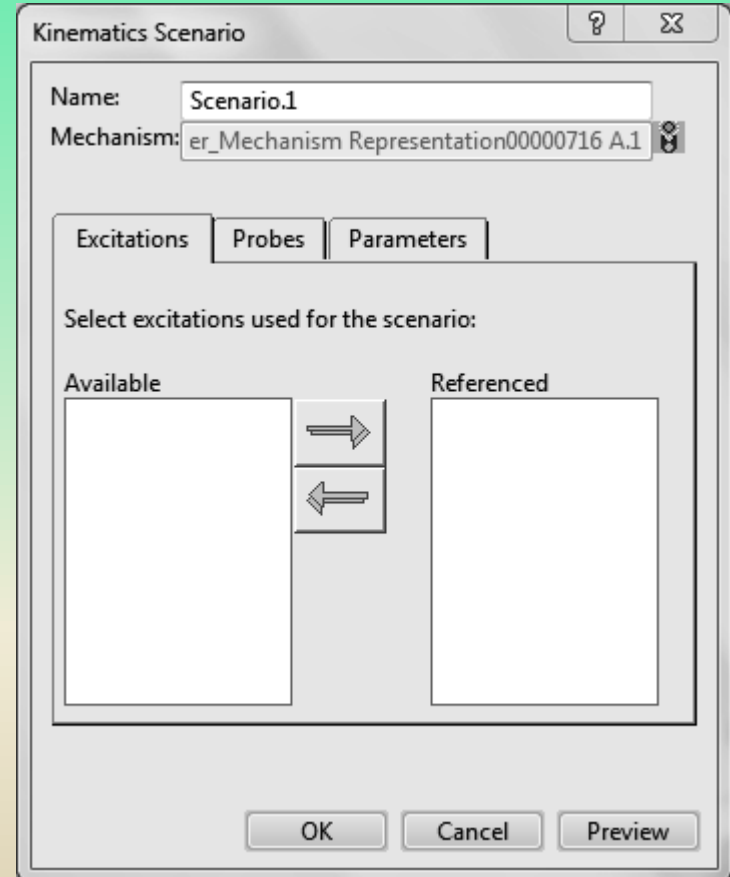 Kinematics Scenario
Name: Scenario.1
Mechanism: er_Mechanism Representation00000716 A.1
Excitations Probes Parameters
Select excitations used for the scenario:
Available Referenced
OK Cancel Preview